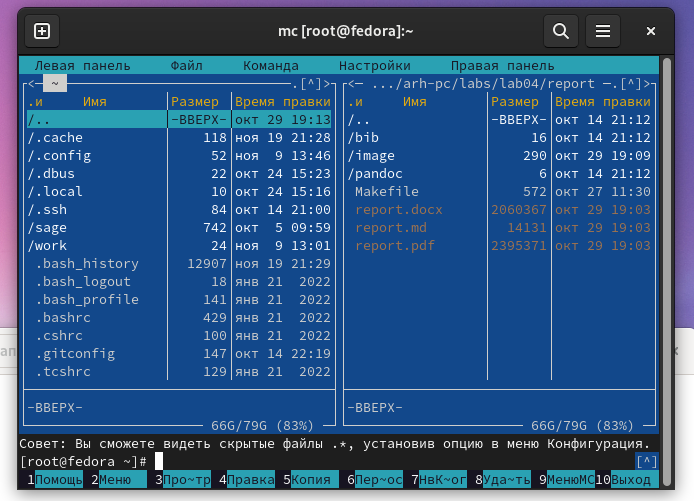 mc [root@fedora]:~
Левая панель Файл Команда Настройки Правая панель
<- ~ .[^]> <- .../arh-pc/labs/lab04/report -.[^]>
.и Имя Размер Время правки .и Имя Размер Время правки
/.. -ВВЕРХ- окт 29 19:13 /.. -ВВЕРХ- окт 14 21:12
/.cache 118 ноя 19 21:28 /bib 16 окт 14 21:12
/.config 52 ноя 9 13:46 /image 290 окт 29 19:09
/.dbus 22 окт 24 15:23 /pandoc 6 окт 14 21:12
/.local 10 окт 24 15:16 Makefile 572 окт 27 11:30
/.ssh 84 окт 14 21:00 report.docx 2060367 окт 29 19:03
/sage 742 окт 5 09:59 report.md 14131 окт 29 19:03
/work 24 ноя 9 13:01 report.pdf 2395371 окт 29 19:03
.bash_history 12907 ноя 19 21:29
.bash_logout 18 янв 21 2022
.bash_profile 141 янв 21 2022
.bashrc 429 янв 21 2022
.cshrc 100 янв 21 2022
.gitconfig 147 окт 14 22:19
.tcshrc 129 янв 21 2022
-ВВЕРХ- -ВВЕРХ-
66G/79G (83%) 66G/79G (83%)
Совет: Вы сможете видеть скрытые файлы .*, установив опцию в меню Конфигурация.
[root@fedora ~]# [^]
1Помощь 2Меню 3Про~тр 4Правка 5Копия 6Пер~ос 7НвК~ог 8Уда~ть 9МенюМС 10Выход